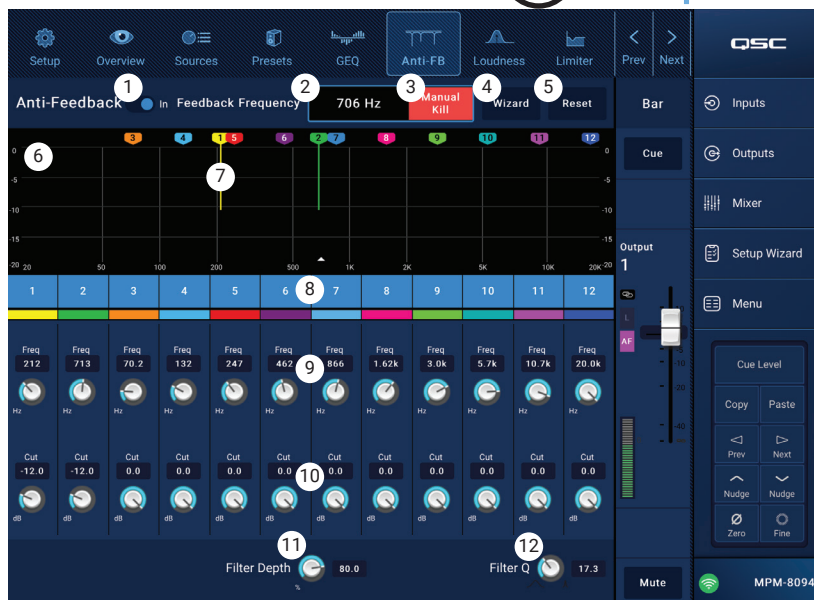 Setup Overview Sources Presets GEQ Anti-FB Loudness Limiter Prev Next QSC
1 2 3 4 5
Anti-Feedback In Feedback Frequency 706 Hz Manual Kill Wizard Reset Bar Inputs
3 4 1 5 6 2 7 8 9 10 11 12
0 6 0 Cue Outputs
-5 7 -5
-10 -10 Mixer
-15 -15 Output
-20 20 50 100 200 500 1K 2K 5K 10K 20K -20 1 Setup Wizard
1 2 3 4 5 6 8 7 8 9 10 11 12
Menu
10
L
AF
Freq Freq Freq Freq Freq Freq Freq Freq Freq Freq Freq Freq
212 713 70.2 132 247 462 9 866 1.62k 3.0k 5.7k 10.7k 20.0k
-5
-10
Cue Level
Hz Hz Hz Hz Hz Hz Hz Hz Hz Hz Hz Hz
-20
Copy Paste
-40
Prev Next
Cut Cut Cut Cut Cut Cut Cut Cut Cut Cut Cut Cut
-12.0 -12.0 0.0 0.0 0.0 0.0 10 0.0 0.0 0.0 0.0 0.0 0.0
Nudge Nudge
dB dB dB dB dB dB dB dB dB dB dB dB
Zero Fine
11 12
Filter Depth % 80.0 Filter Q 17.3 Mute MPM-8094